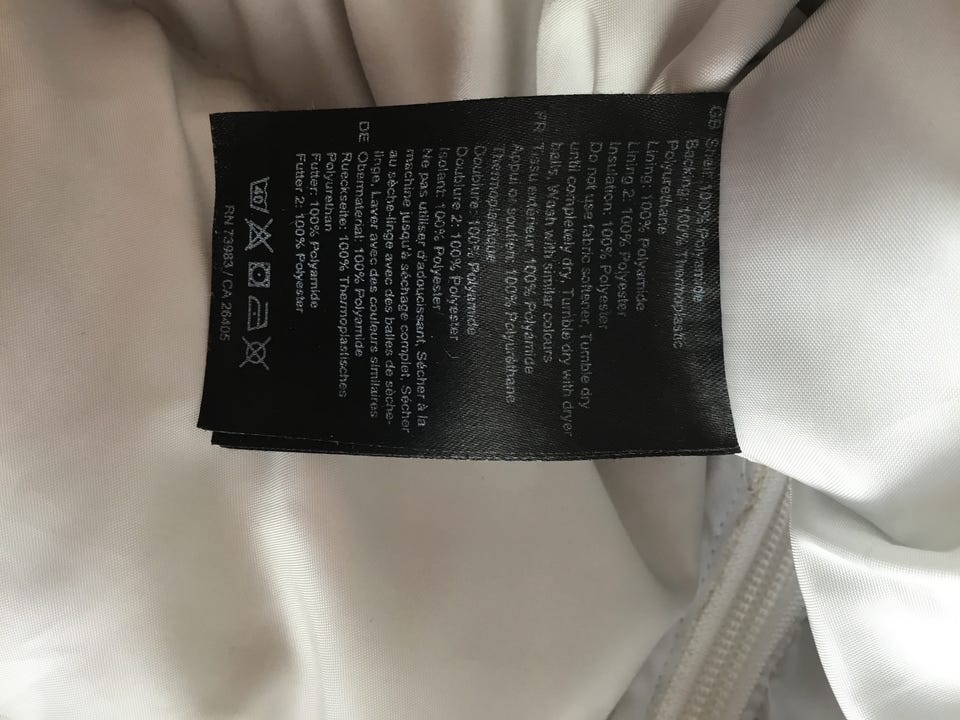 GB Shell: 100% Polyamide
Backing: 100% Thermoplastic
Polyurethane
Lining: 100% Polyamide
Lining 2: 100% Polyester
Insulation: 100% Polyester
Do not use fabric softener, Tumble dry
until completely dry, Tumble dry with dryer
balls, Wash with similar colours
FR Tissu extérieur: 100% Polyamide
Appui or soutien: 100% Polyuréthane
Thermoplastique
Doublure: 100% Polyamide
Doublure 2: 100% Polyester
Isolant: 100% Polyester
Ne pas utiliser d'adoucissant, Sécher à la
machine jusqu'à séchage complet, Sécher
au sèche-linge avec des balles de sèche-
linge, Laver avec des couleurs similaires
DE Obermaterial: 100% Polyamide
Rueckseite: 100% Thermoplastisches
Polyurethan
Futter: 100% Polyamide
Futter 2: 100% Polyester
40
RN 73983 / CA 26405